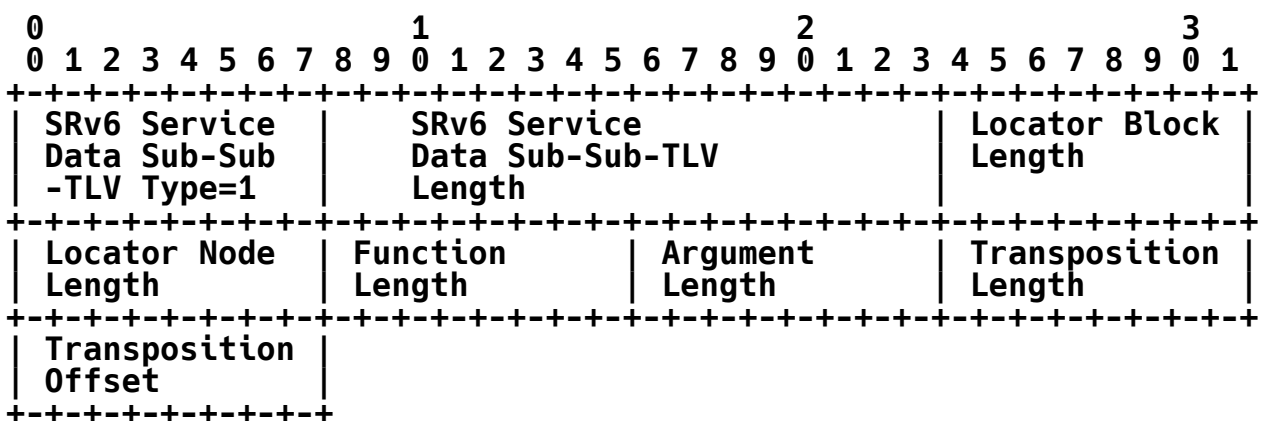 0                   1                   2                   3
 0 1 2 3 4 5 6 7 8 9 0 1 2 3 4 5 6 7 8 9 0 1 2 3 4 5 6 7 8 9 0 1
+-+-+-+-+-+-+-+-+-+-+-+-+-+-+-+-+-+-+-+-+-+-+-+-+-+-+-+-+-+-+-+-+
| SRv6 Service  |    SRv6 Service               | Locator Block |
| Data Sub-Sub  |    Data Sub-Sub-TLV           | Length        |
| -TLV Type=1   |    Length                     |               |
+-+-+-+-+-+-+-+-+-+-+-+-+-+-+-+-+-+-+-+-+-+-+-+-+-+-+-+-+-+-+-+-+
| Locator Node  | Function      | Argument      | Transposition |
| Length        | Length        | Length        | Length        |
+-+-+-+-+-+-+-+-+-+-+-+-+-+-+-+-+-+-+-+-+-+-+-+-+-+-+-+-+-+-+-+-+
| Transposition |
| Offset        |
+-+-+-+-+-+-+-+-+